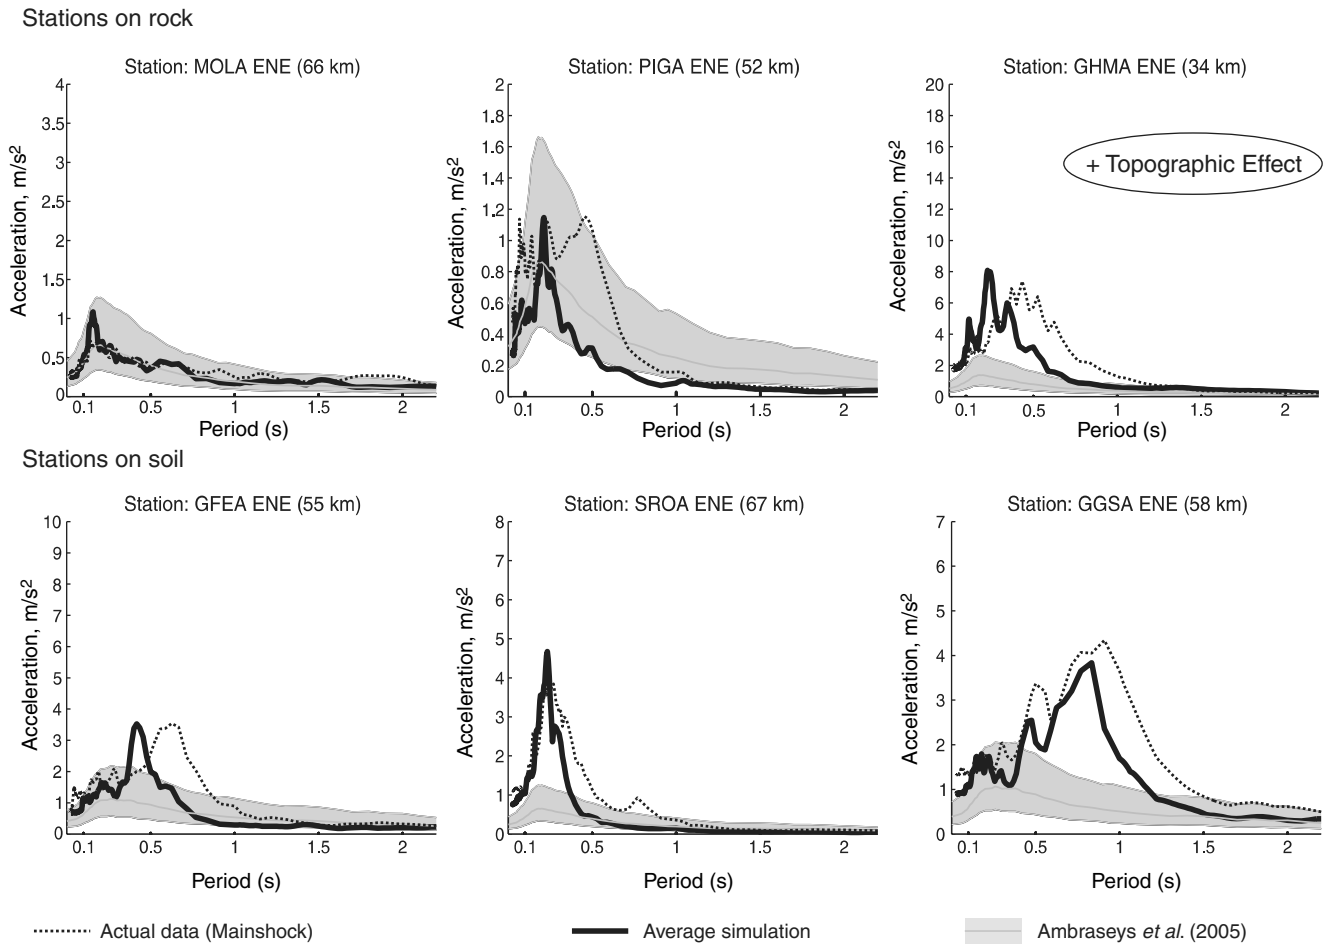 Stations on rock
Station: MOLA ENE (66 km)
Station: PIGA ENE (52 km)
Station: GHMA ENE (34 km)
4
3.5
3
2.5
2
1.5
1
0.5
0
Acceleration, m/s²
0.1 0.5 1 1.5 2
Period (s)
2
1.8
1.6
1.4
1.2
1
0.8
0.6
0.4
0.2
0
Acceleration, m/s²
0.1 0.5 1 1.5 2
Period (s)
20
18
16
14
12
10
8
6
4
2
0
Acceleration, m/s²
+ Topographic Effect
0.1 0.5 1 1.5 2
Period (s)
Stations on soil
Station: GFEA ENE (55 km)
Station: SROA ENE (67 km)
Station: GGSA ENE (58 km)
10
9
8
7
6
5
4
3
2
1
0
Acceleration, m/s²
0.1 0.5 1 1.5 2
Period (s)
8
7
6
5
4
3
2
1
0
Acceleration, m/s²
0.1 0.5 1 1.5 2
Period (s)
7
6
5
4
3
2
1
0
Acceleration, m/s²
0.1 0.5 1 1.5 2
Period (s)
Actual data (Mainshock)
Average simulation
Ambraseys et al. (2005)